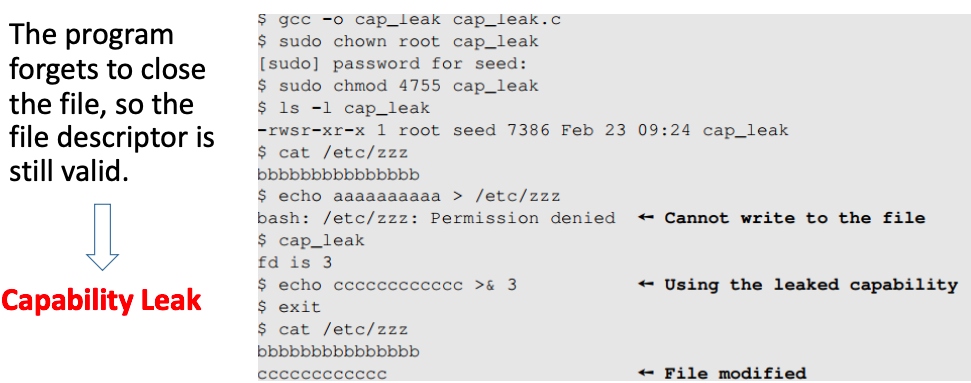 The program
forgets to close
the file, so the
file descriptor is
still valid.
Capability Leak
$ gcc -o cap_leak cap_leak.c
$ sudo chown root cap_leak
[sudo] password for seed:
$ sudo chmod 4755 cap_leak
$ ls -l cap_leak
-rwsr-xr-x 1 root seed 7386 Feb 23 09:24 cap_leak
$ cat /etc/zzz
bbbbbbbbbbbbbbb
$ echo aaaaaaaaaa > /etc/zzz
bash: /etc/zzz: Permission denied ← Cannot write to the file
$ cap_leak
fd is 3
$ echo cccccccccccc >& 3 ← Using the leaked capability
$ exit
$ cat /etc/zzz
bbbbbbbbbbbbbbb
cccccccccccc ← File modified